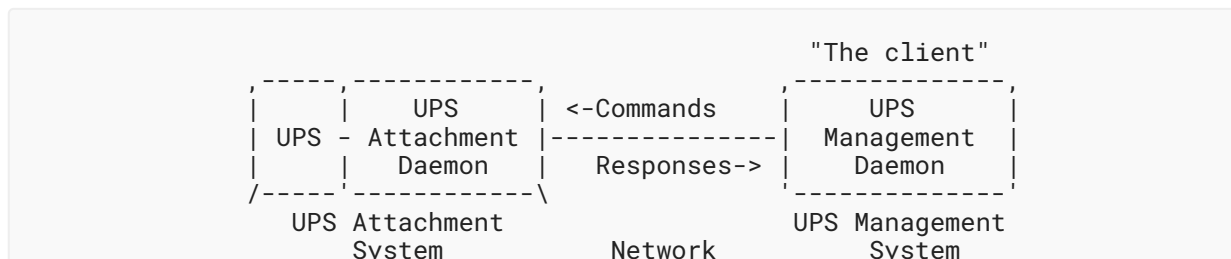 "The client"
,-----,------------,                ,--------------,
|     |    UPS     | <-Commands     |     UPS      |
| UPS - Attachment |---------------|  Management  |
|     |   Daemon   |   Responses-> |    Daemon    |
/-----'------------\               '--------------'
UPS Attachment                     UPS Management
System           Network          System